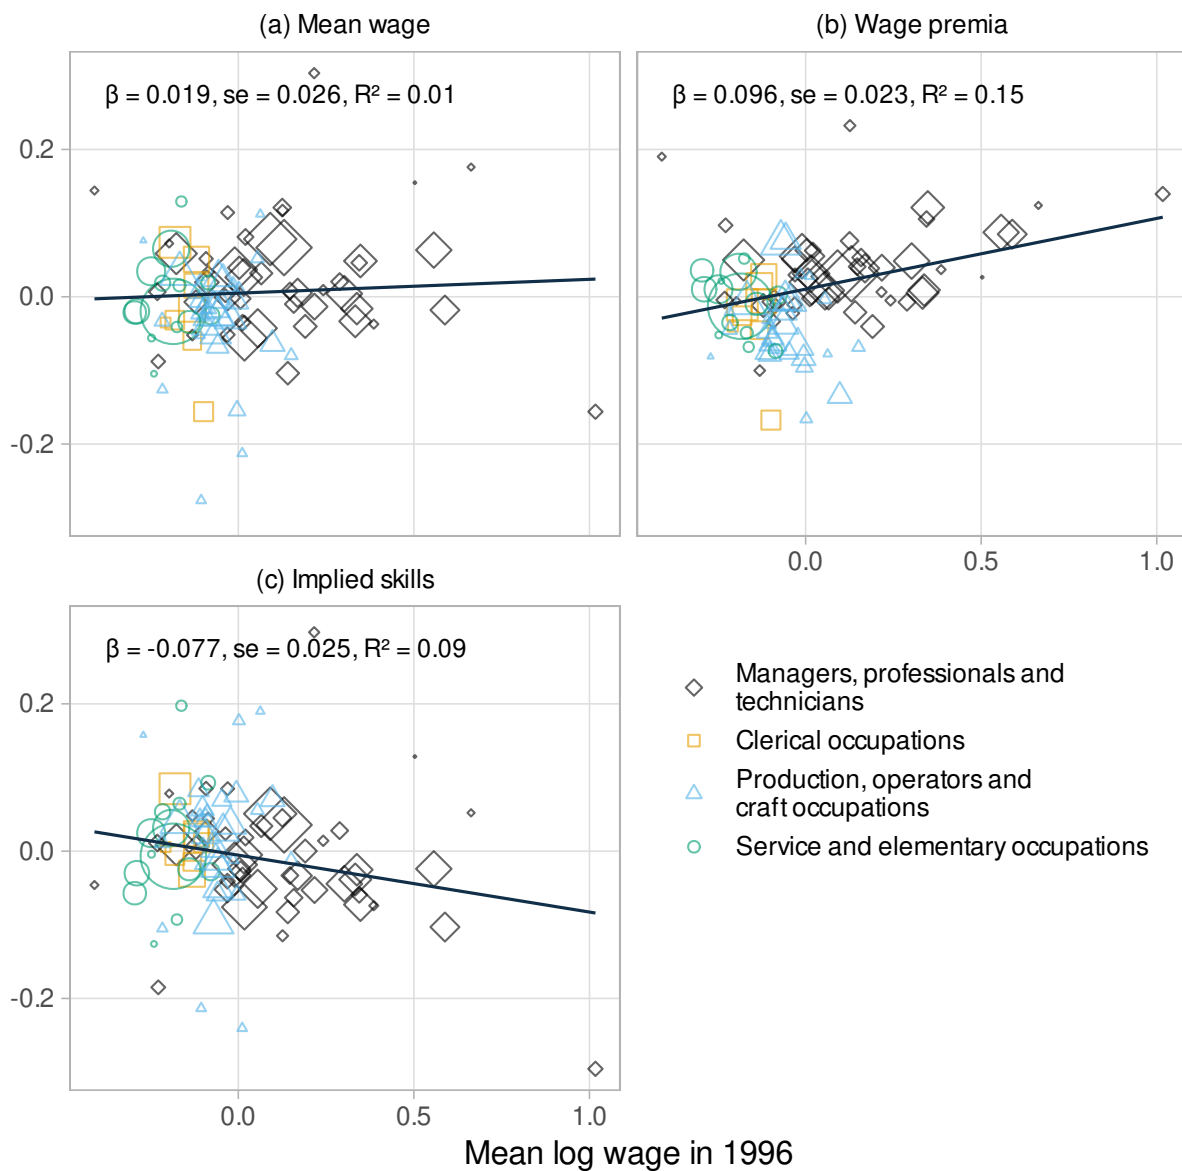 (a) Mean wage
(b) Wage premia
β = 0.019, se = 0.026, R² = 0.01
β = 0.096, se = 0.023, R² = 0.15
0.2
0.0
-0.2
0.0 0.5 1.0
(c) Implied skills
β = -0.077, se = 0.025, R² = 0.09
0.2
0.0
-0.2
0.0 0.5 1.0
Managers, professionals and
technicians
Clerical occupations
Production, operators and
craft occupations
Service and elementary occupations
Mean log wage in 1996